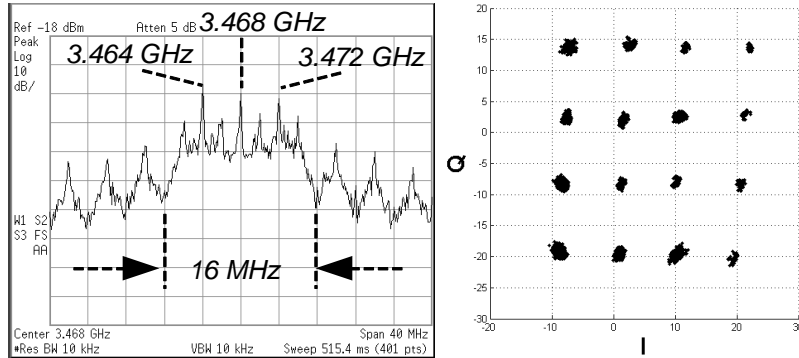 Ref -18 dBm Atten 5 dB 3.468 GHz
Peak
Log
10
dB/
3.464 GHz
3.472 GHz
W1 S2
S3 FS
AA
16 MHz
Center 3.468 GHz Span 40 MHz
*Res BW 10 kHz VBW 10 kHz Sweep 515.4 ms (401 pts)
20
15
10
5
0
-5
-10
-15
-20
-25
-30
Q
-20 -10 0 10 20 30
I